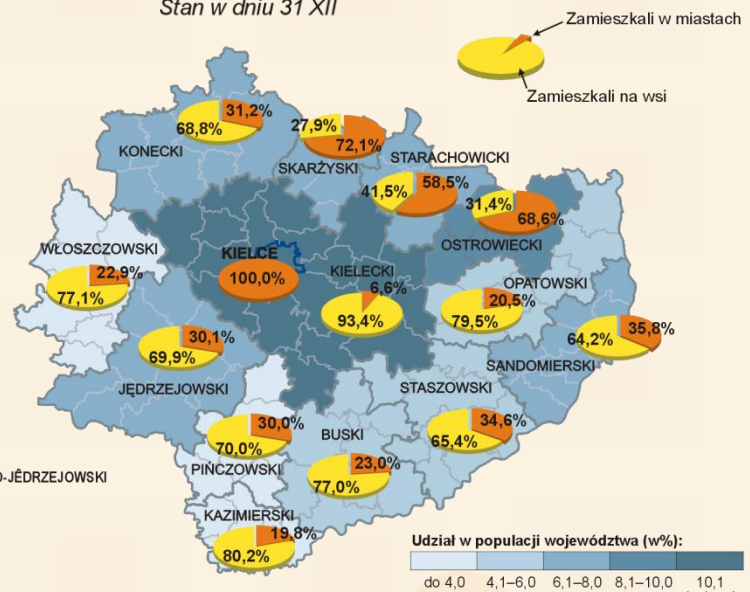 Stan w dniu 31 XII
Zamieszkali w miastach
Zamieszkali na wsi
31,2%
68,8%
KONECKI
27,9%
72,1%
SKARŻYSKI
STARACHOWICKI
41,5%
58,5%
31,4%
68,6%
OSTROWIECKI
WŁOSZCZOWSKI
22,9%
77,1%
KIELCE
100,0%
KIELECKI
6,6%
93,4%
OPATOWSKI
20,5%
79,5%
64,2%
35,8%
SANDOMIERSKI
30,1%
69,9%
JĘDRZEJOWSKI
STASZOWSKI
34,6%
65,4%
30,0%
70,0%
PIŃCZOWSKI
BUSKI
23,0%
77,0%
O-JÊDRZEJOWSKI
KAZIMIERSKI
19,8%
80,2%
Udział w populacji województwa (w%):
do 4,0 4,1–6,0 6,1–8,0 8,1–10,0 10,1